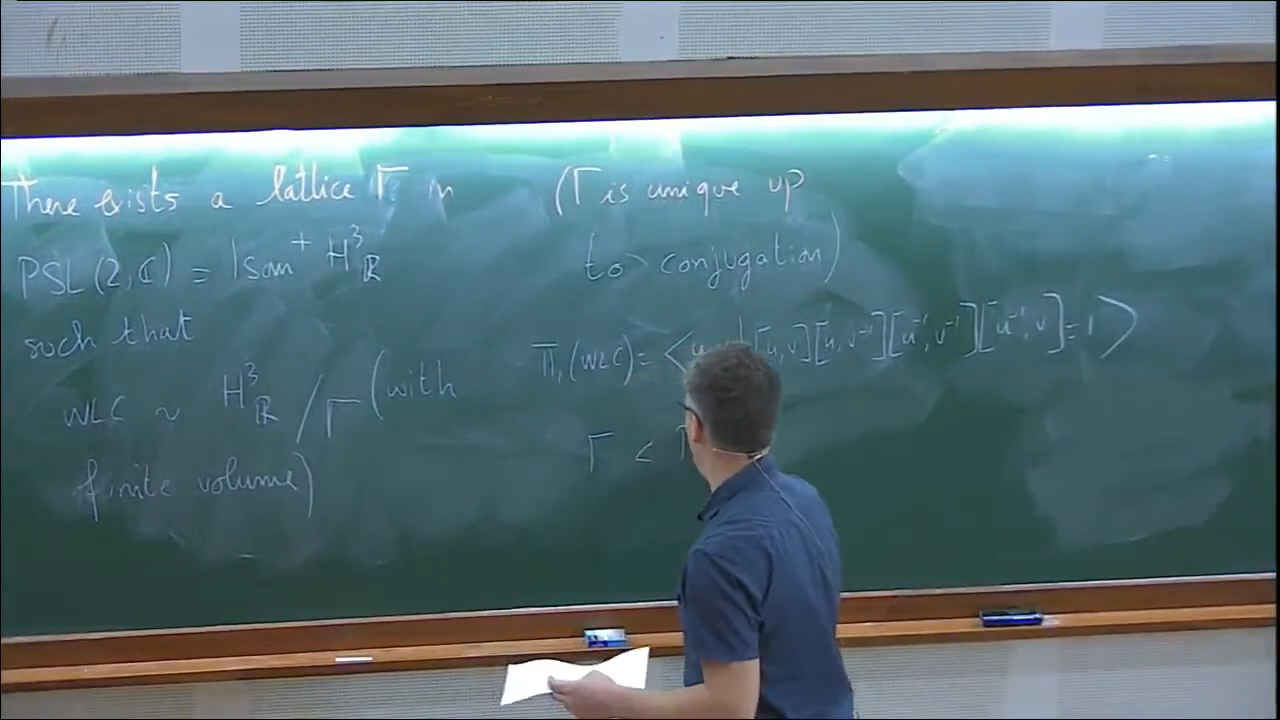 There exists a lattice Γ in
PSL(2,ℂ) = Isom⁺ H³_ℝ
such that
WLC ~ H³_ℝ / Γ (with
finite volume)
(Γ is unique up
to conjugation)
Π₁(WLC) = < u, [u,v][u,v⁻¹][u⁻¹,v⁻¹][u⁻¹,v] = 1 >
Γ <